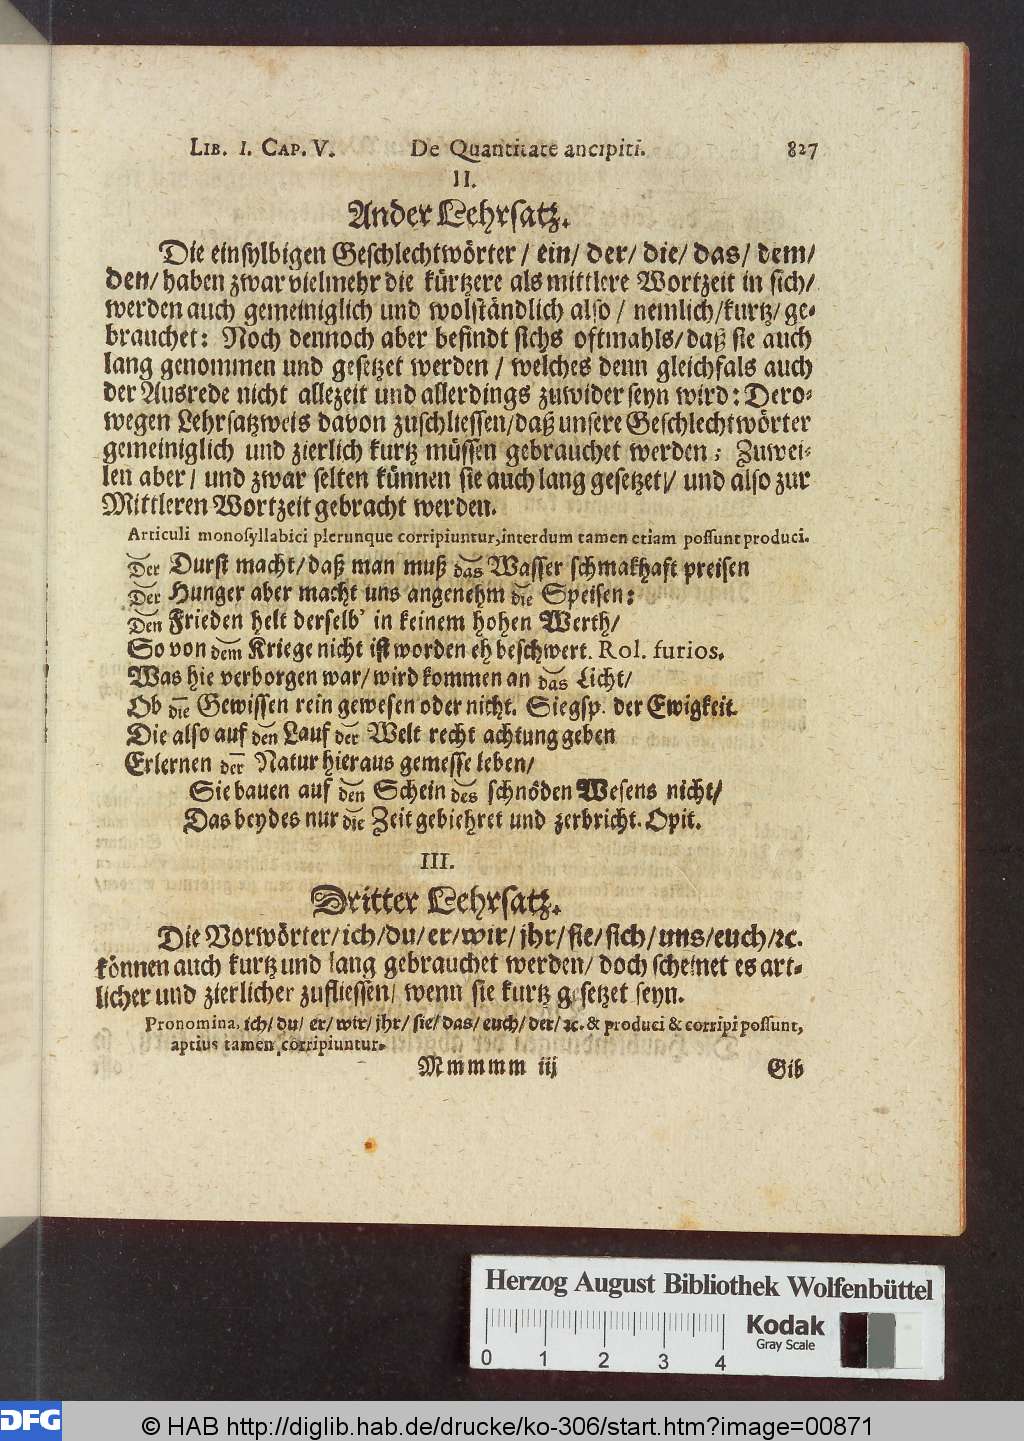 LIB. I. CAP. V. De Quantitate ancipiti. 827
II.
Ander Lehrsatz.
Die einsylbigen Geschlechtwörter / ein / der / die / das / dem /
den / haben zwar vielmehr die kürtzere als mittlere Wortzeit in sich /
werden auch gemeiniglich und wolständlich also / nemlich / kurtz / ge-
brauchet: Noch dennoch aber befindt sichs oftmahls / daß sie auch
lang genommen und gesetzet werden / welches denn gleichfals auch
der Ausrede nicht allezeit und allerdings zuwider seyn wird: Dero-
wegen Lehrsatzweis davon zuschliessen / daß unsere Geschlechtwörter
gemeiniglich und zierlich kurtz müssen gebrauchet werden; Zuwei-
len aber / und zwar selten künnen sie auch lang gesetzet / und also zur
Mittleren Wortzeit gebracht werden.
Articuli monosyllabici plerunque corripiuntur, interdum tamen etiam possunt produci.
Der Durst macht / daß man muß das Wasser schmakhaft preisen
Der Hunger aber macht uns angenehm die Speisen:
Den Frieden helt derselb' in keinem hohen Werth /
So von dem Kriege nicht ist worden eh beschwert. Rol. furios.
Was hie verborgen war / wird kommen an das Licht /
Ob die Gewissen rein gewesen oder nicht. Siegsp. der Ewigkeit.
Die also auf den Lauf der Welt recht achtung geben
Erlernen der Natur hieraus gemesse leben /
Sie bauen auf den Schein des schnöden Wesens nicht /
Das beydes nur die Zeit gebiehret und zerbricht. Opit.
III.
Dritter Lehrsatz.
Die Vorwörter / ich / du / er / wir / jhr / sie / sich / uns / euch / ꝛc.
können auch kurtz und lang gebrauchet werden / doch scheinet es art-
licher und zierlicher zufliessen / wenn sie kurtz gesetzet seyn.
Pronomina, ich / du / er / wir / jhr / sie / das / euch / der / ꝛc. & produci & corripi possunt,
aptius tamen corripiuntur.
Mmmmm iij Gib
Herzog August Bibliothek Wolfenbüttel
0 1 2 3 4
Kodak
Gray Scale
DFG
© HAB http://diglib.hab.de/drucke/ko-306/start.htm?image=00871